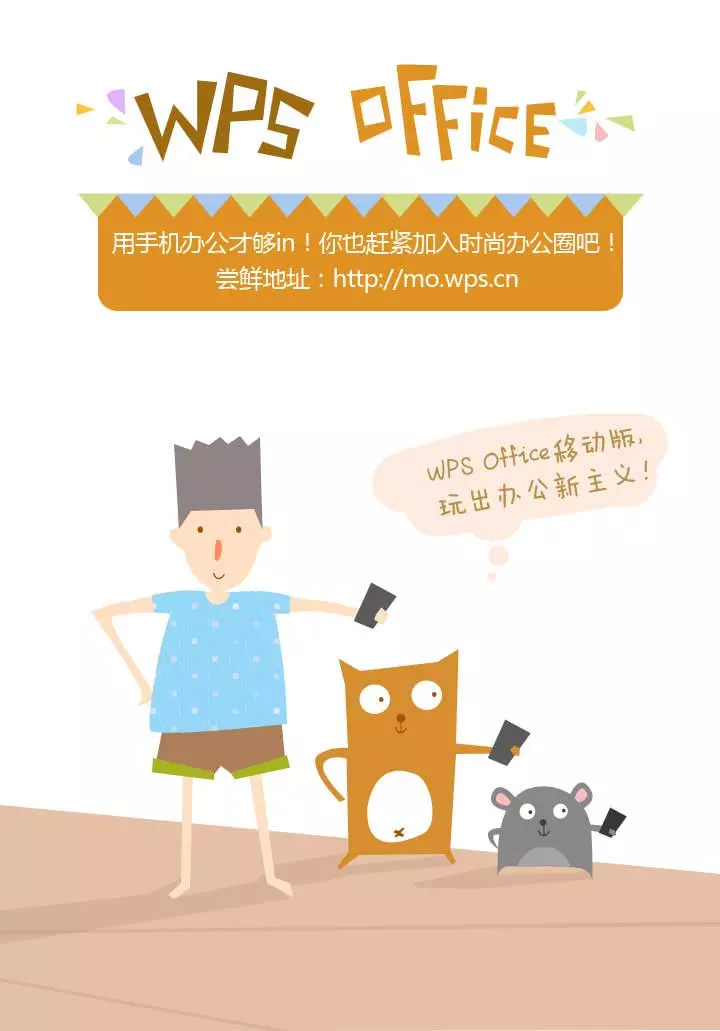 WPS OFFICE
用手机办公才够in！你也赶紧加入时尚办公圈吧！
尝鲜地址：http://mo.wps.cn
WPS Office移动版,
玩出办公新主义！